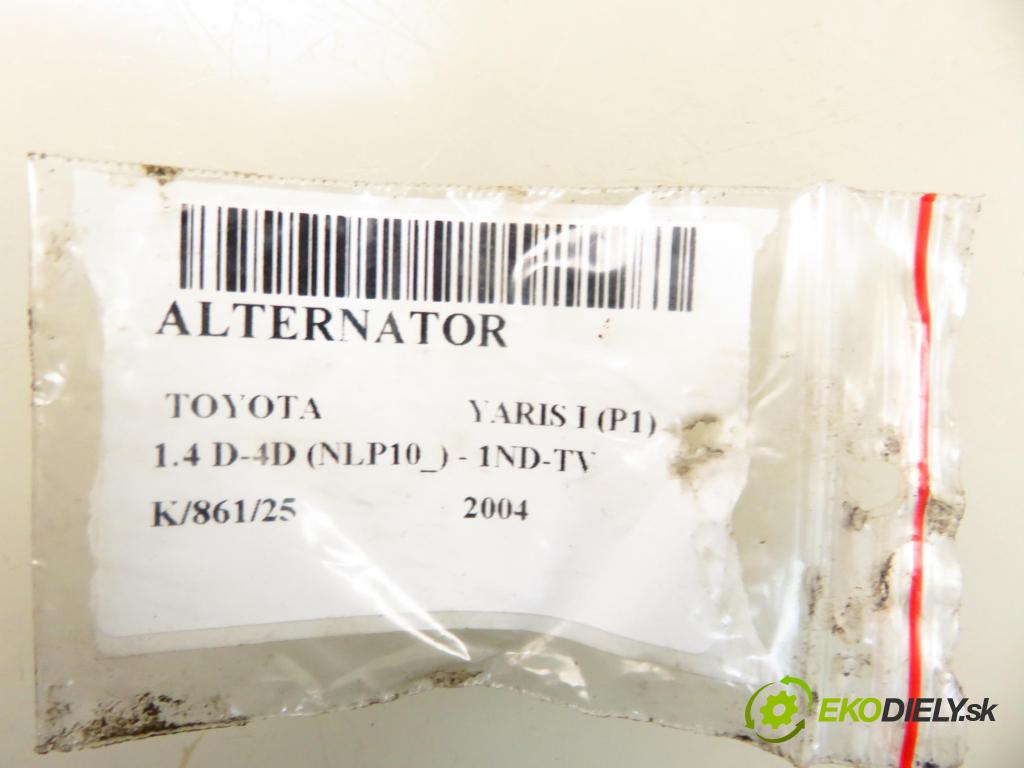 ALTERNATOR
TOYOTA YARIS I (P1)
1.4 D-4D (NLP10_) - 1ND-TV
K/861/25 2004
EKODIELY.sk